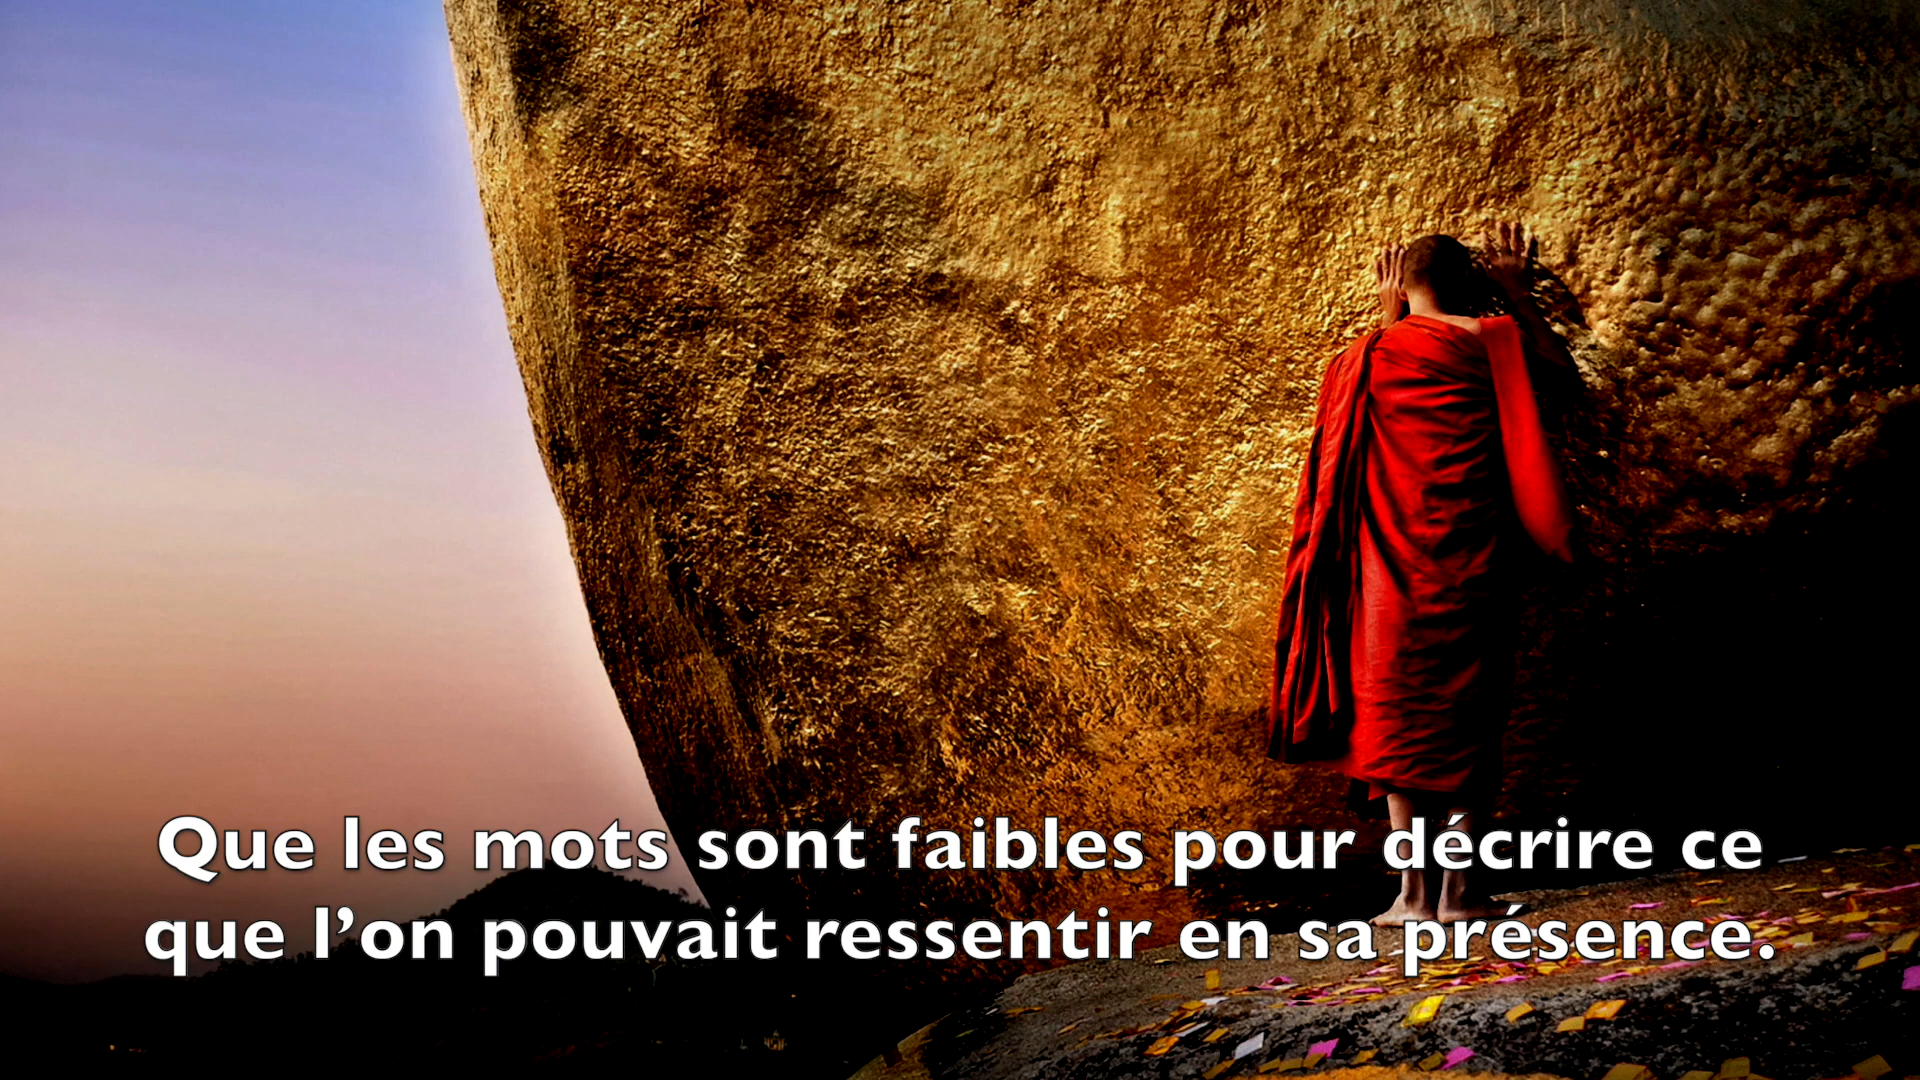 Que les mots sont faibles pour décrire ce
que l’on pouvait ressentir en sa présence.